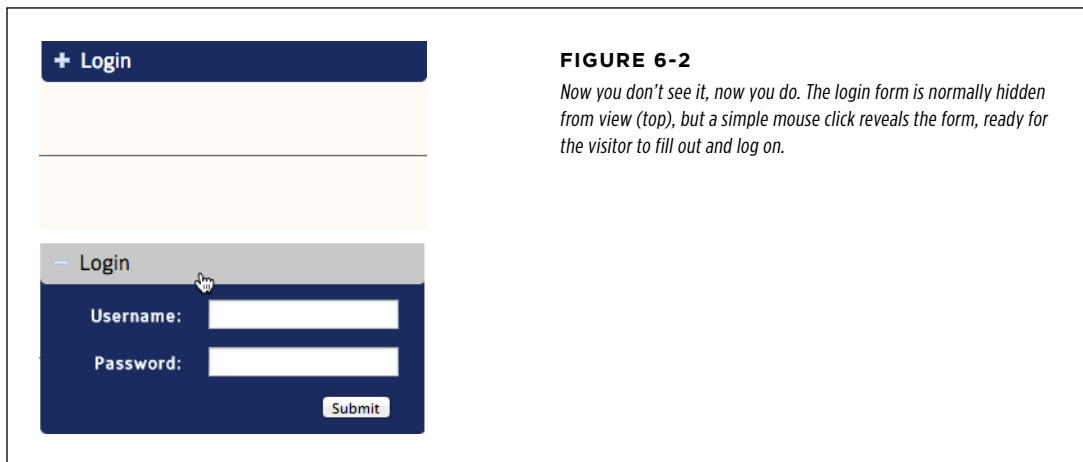 + Login
FIGURE 6-2
Now you don't see it, now you do. The login form is normally hidden
from view (top), but a simple mouse click reveals the form, ready for
the visitor to fill out and log on.
– Login
Username:
Password:
Submit